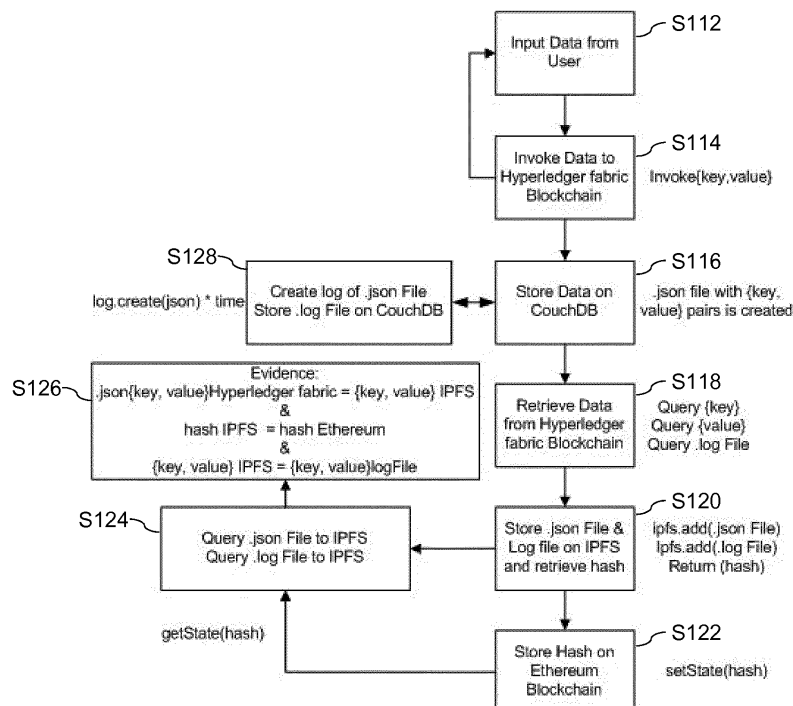 S112
Input Data from
User
S114
Invoke Data to
Hyperledger fabric
Blockchain
Invoke{key,value}
S128
Create log of .json File
Store .log File on CouchDB
log.create(json) * time
S116
Store Data on
CouchDB
.json file with {key,
value} pairs is created
S126
Evidence:
.json{key, value}Hyperledger fabric = {key, value} IPFS
&
hash IPFS = hash Ethereum
&
{key, value} IPFS = {key, value}logFile
S118
Retrieve Data
from Hyperledger
fabric Blockchain
Query {key}
Query {value}
Query .log File
S124
Query .json File to IPFS
Query .log File to IPFS
S120
Store .json File &
Log file on IPFS
and retrieve hash
ipfs.add(.json File)
Ipfs.add(.log File)
Return (hash)
getState(hash)
S122
Store Hash on
Ethereum
Blockchain
setState(hash)